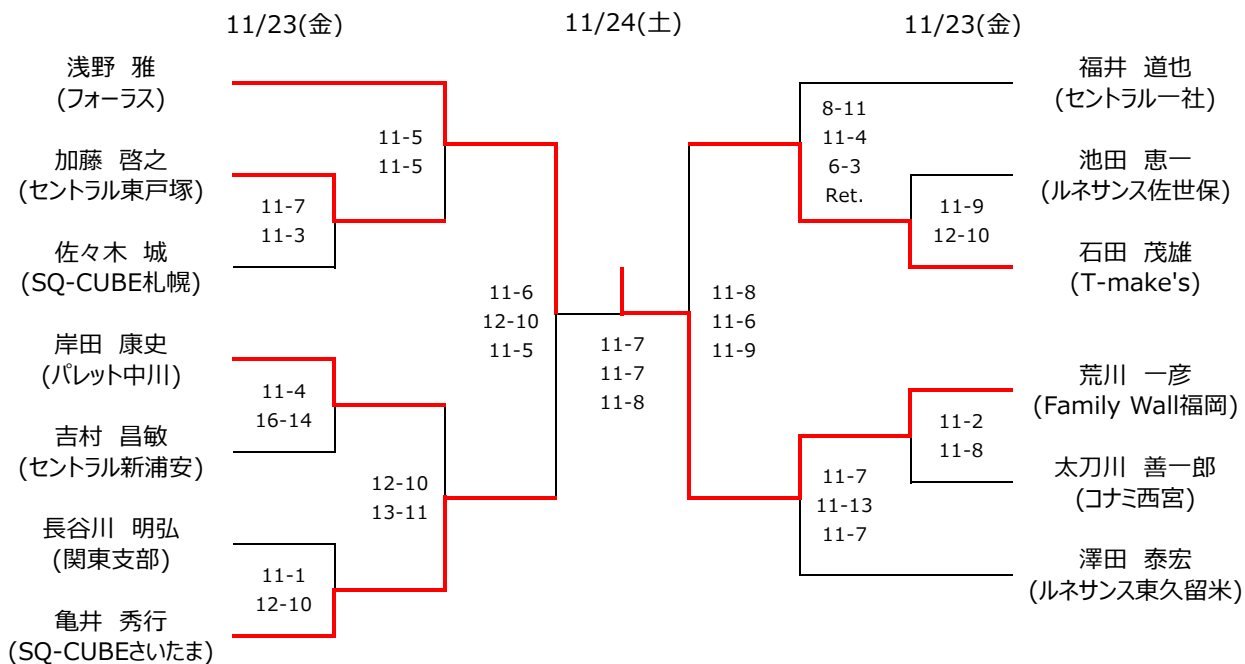 11/23(金)
11/24(土)
11/23(金)
浅野 雅
(フォーラス)
加藤 啓之
(セントラル東戸塚)
佐々木 城
(SQ-CUBE札幌)
岸田 康史
(パレット中川)
吉村 昌敏
(セントラル新浦安)
長谷川 明弘
(関東支部)
亀井 秀行
(SQ-CUBEさいたま)
11-7
11-3
11-4
16-14
11-1
12-10
11-5
11-5
12-10
13-11
11-6
12-10
11-5
11-7
11-7
11-8
11-8
11-6
11-9
8-11
11-4
6-3
Ret.
11-7
11-13
11-7
11-9
12-10
11-2
11-8
福井 道也
(セントラル一社)
池田 恵一
(ルネサンス佐世保)
石田 茂雄
(T-make's)
荒川 一彦
(Family Wall福岡)
太刀川 善一郎
(コナミ西宮)
澤田 泰宏
(ルネサンス東久留米)